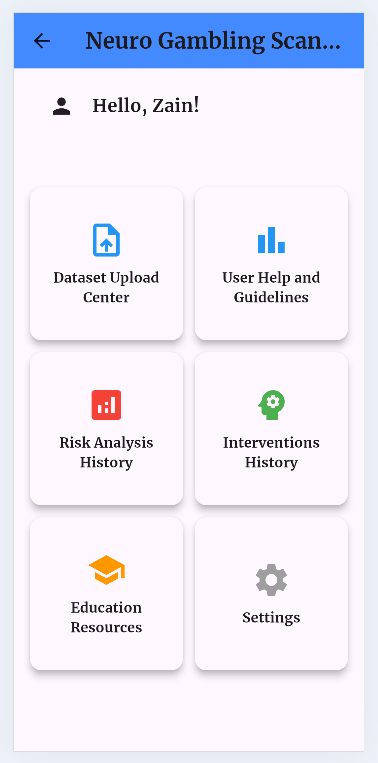 Neuro Gambling Scan...
Hello, Zain!
Dataset Upload
Center
User Help and
Guidelines
Risk Analysis
History
Interventions
History
Education
Resources
Settings